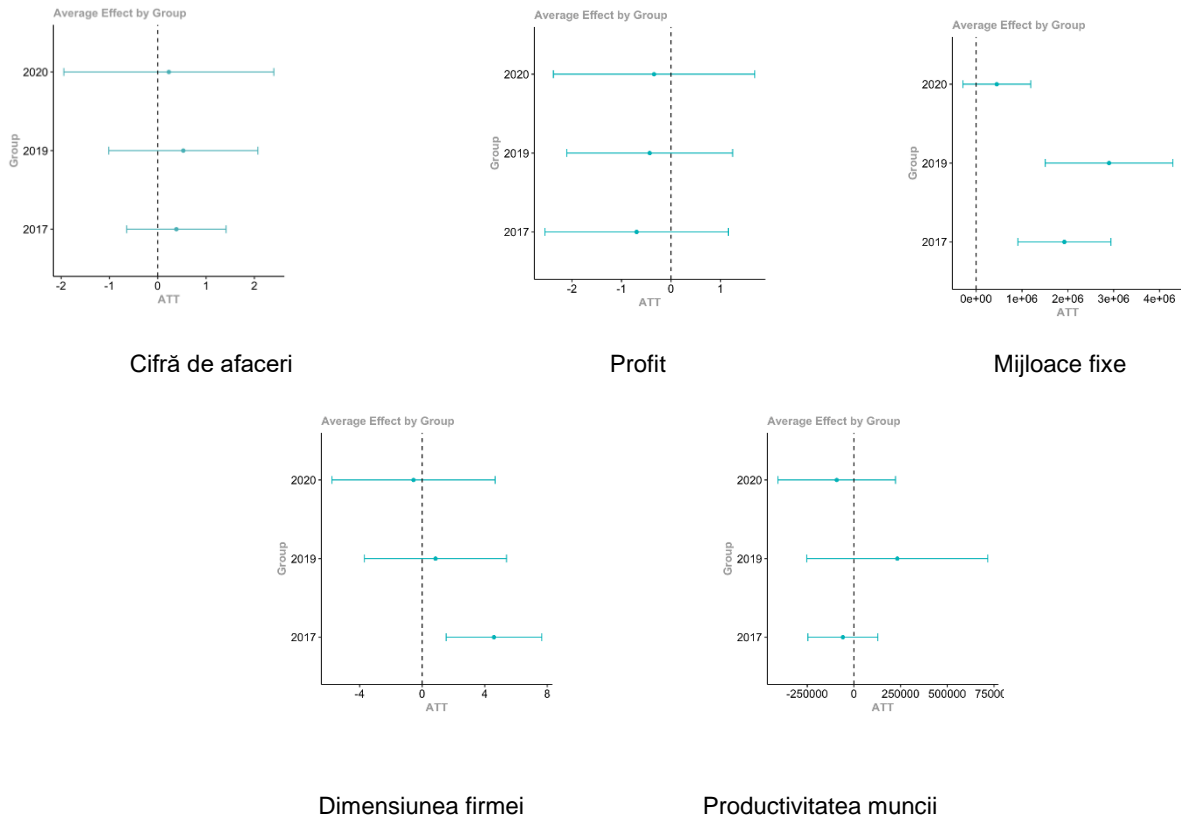 Average Effect by Group
2020
2019
2017
Group
-2 -1 0 1 2
ATT
Cifră de afaceri
Average Effect by Group
2020
2019
2017
Group
-2 -1 0 1
ATT
Profit
Average Effect by Group
2020
2019
2017
Group
0e+00 1e+06 2e+06 3e+06 4e+06
ATT
Mijloace fixe
Average Effect by Group
2020
2019
2017
Group
-4 0 4 8
ATT
Dimensiunea firmei
Average Effect by Group
2020
2019
2017
Group
-250000 0 250000 500000
ATT
Productivitatea muncii